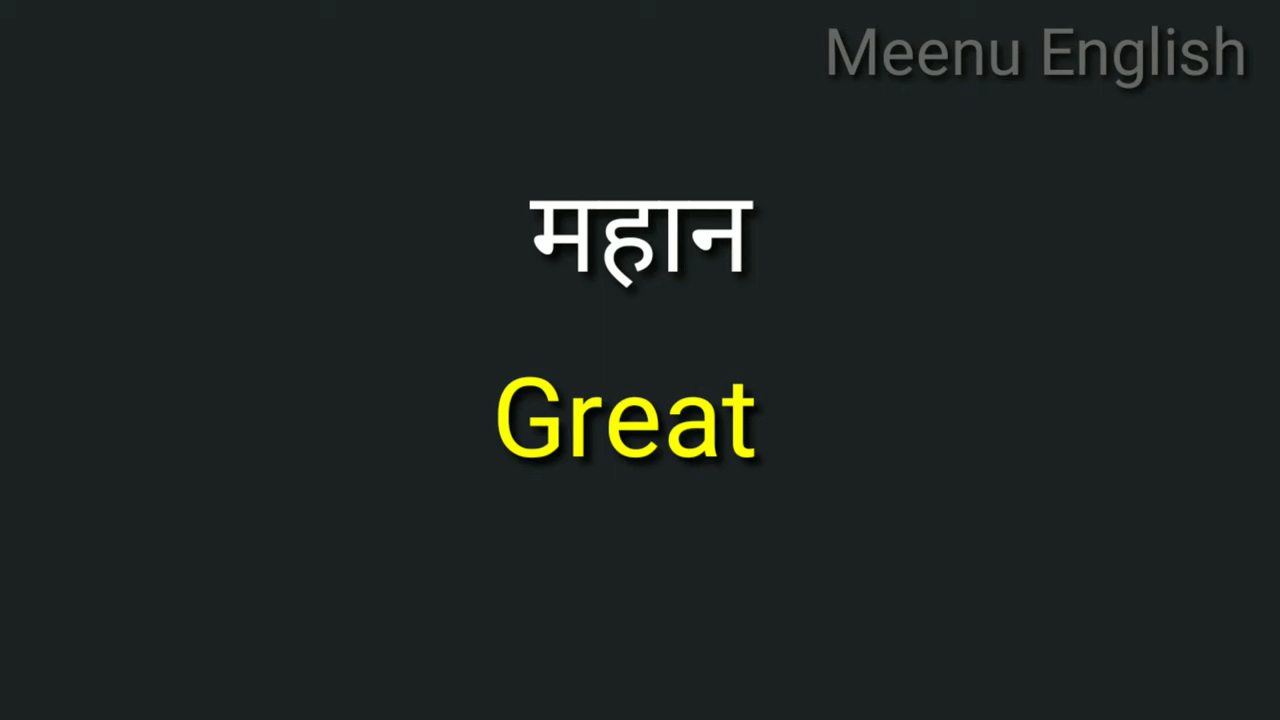 Meenu English
महान
Great